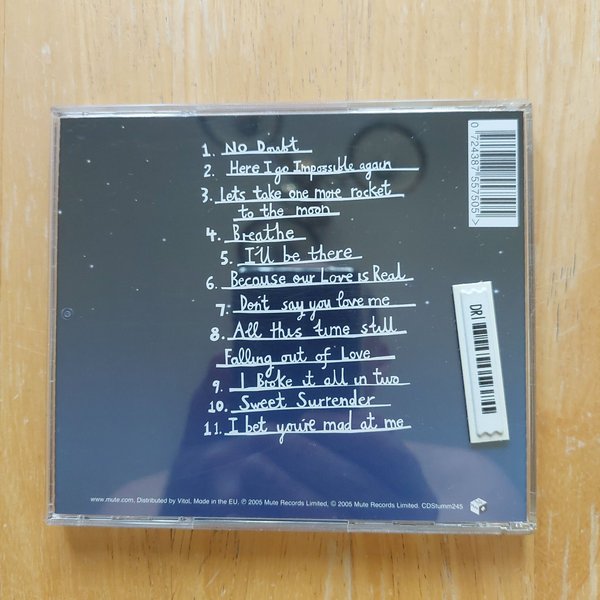 1. No Doubt
2. Here I go Impossible again
3. Lets take one more rocket
to the moon
4. Breathe
5. I'll be there
6. Because our Love is Real
7. Don't say you love me
8. All this time still
Falling out of Love
9. I Broke it all in two
10. Sweet Surrender
11. I bet you're mad at me
0 724387 557505 >
DR
www.mute.com. Distributed by Vital, Made in the EU. ℗ 2005 Mute Records Limited, © 2005 Mute Records Limited. CDStumm245